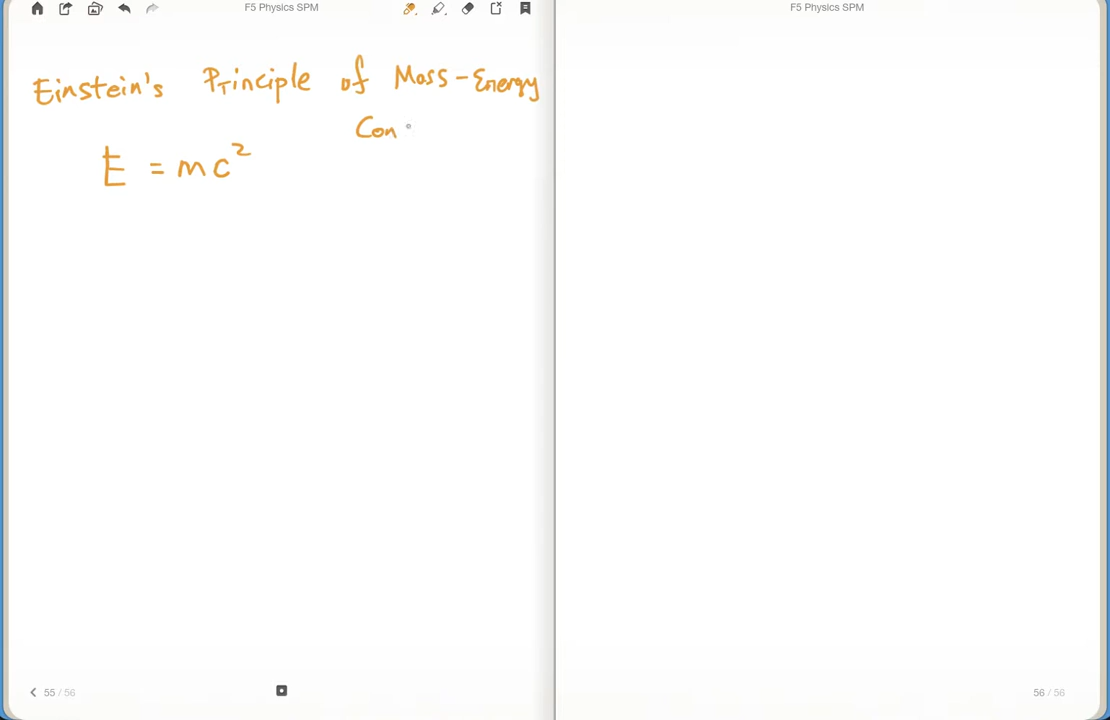 F5 Physics SPM
F5 Physics SPM
Einstein's Principle of Mass-Energy
Con
E = mc²
55 / 56
56 / 56